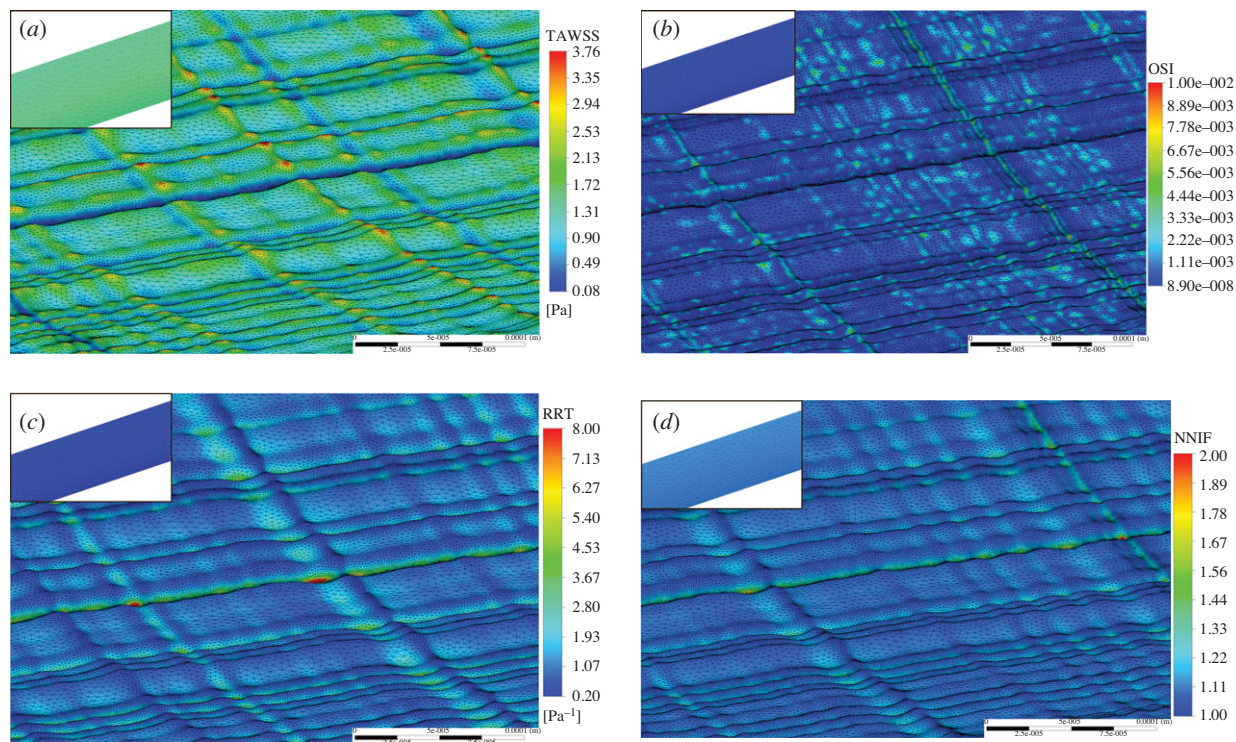 (a)
TAWSS
3.76
3.35
2.94
2.53
2.13
1.72
1.31
0.90
0.49
0.08
[Pa]
0 5e-005 0.0001 (m)
2.5e-005 7.5e-005
(b)
OSI
1.00e–002
8.89e–003
7.78e–003
6.67e–003
5.56e–003
4.44e–003
3.33e–003
2.22e–003
1.11e–003
8.90e–008
0 5e-005 0.0001 (m)
2.5e-005 7.5e-005
(c)
RRT
8.00
7.13
6.27
5.40
4.53
3.67
2.80
1.93
1.07
0.20
[Pa–1]
0 5e-005 0.0001 (m)
(d)
NNIF
2.00
1.89
1.78
1.67
1.56
1.44
1.33
1.22
1.11
1.00
0 5e-005 0.0001 (m)
2.5e-005 7.5e-005